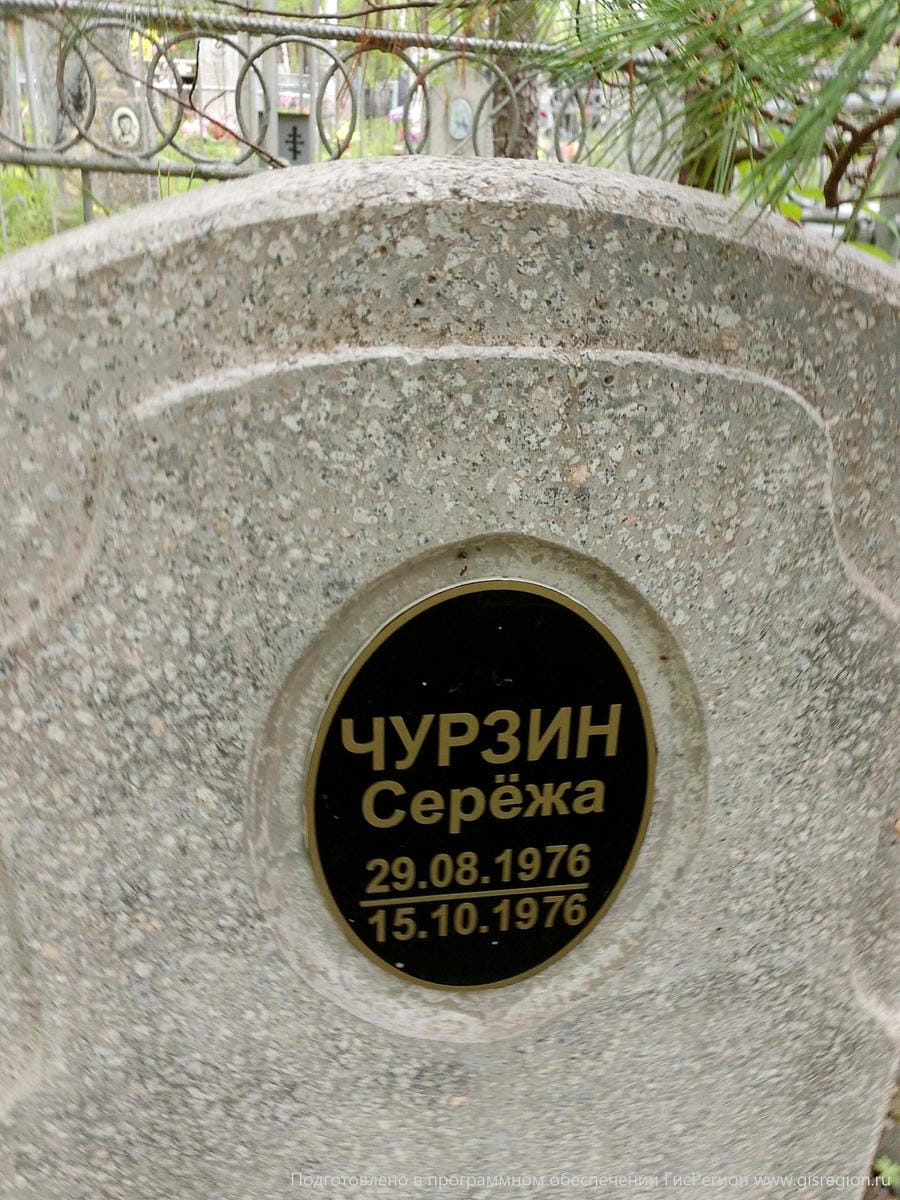 ЧУРЗИН
Серёжа
29.08.1976
15.10.1976
Подготовлено в программном обеспечении ГисРегион www.gisregion.ru